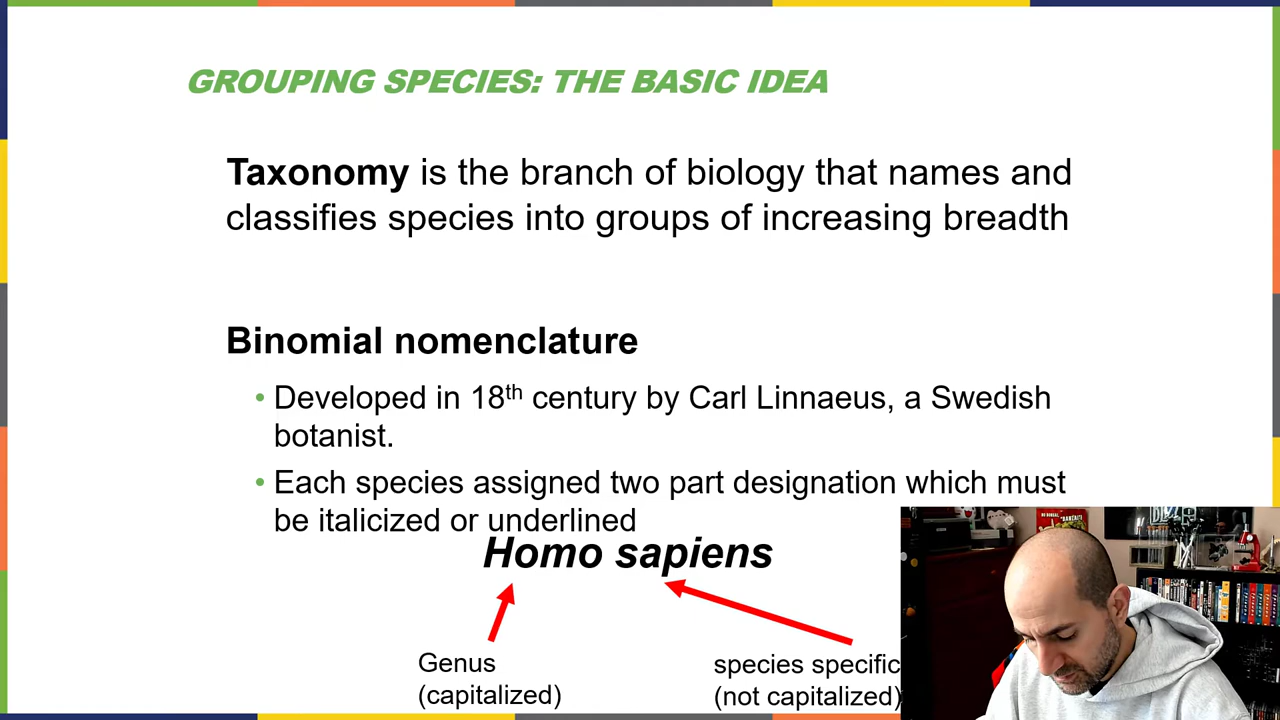 GROUPING SPECIES: THE BASIC IDEA
Taxonomy is the branch of biology that names and
classifies species into groups of increasing breadth
Binomial nomenclature
• Developed in 18th century by Carl Linnaeus, a Swedish
botanist.
• Each species assigned two part designation which must
be italicized or underlined
Homo sapiens
Genus
(capitalized)
species specific
(not capitalized)